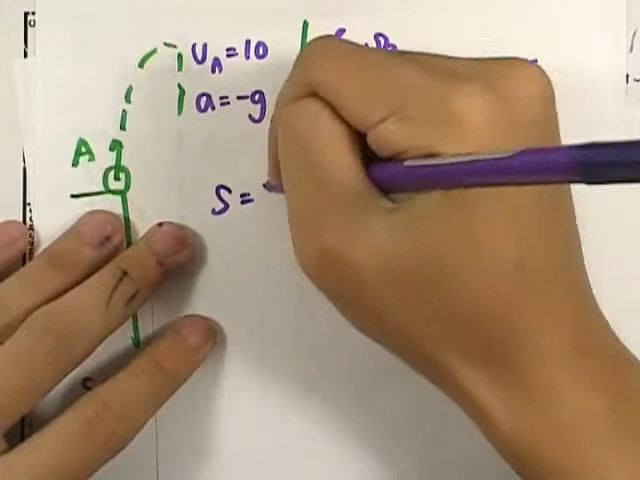 A
U_A = 10
a = -g
S =